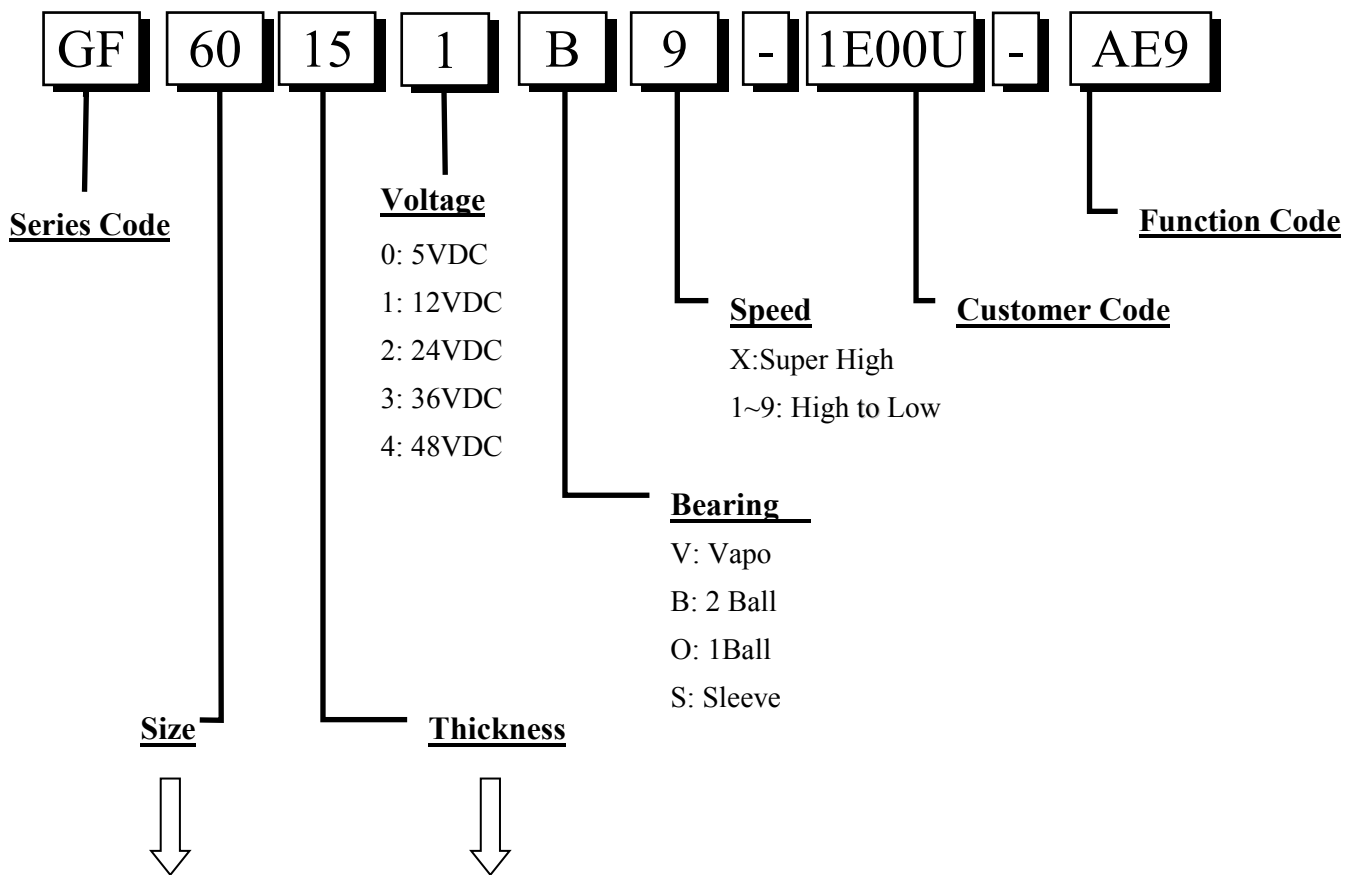 GF 60 15 1 B 9 - 1E00U - AE9
Series Code
Voltage
0: 5VDC
1: 12VDC
2: 24VDC
3: 36VDC
4: 48VDC
Function Code
Speed
X:Super High
1~9: High to Low
Customer Code
Bearing
V: Vapo
B: 2 Ball
O: 1Ball
S: Sleeve
Size
Thickness